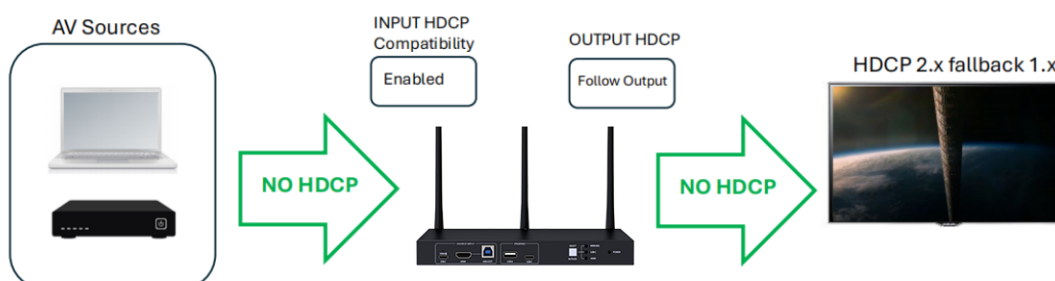 AV Sources
INPUT HDCP
Compatibility
Enabled
OUTPUT HDCP
Follow Output
HDCP 2.x fallback 1.x
NO HDCP
NO HDCP